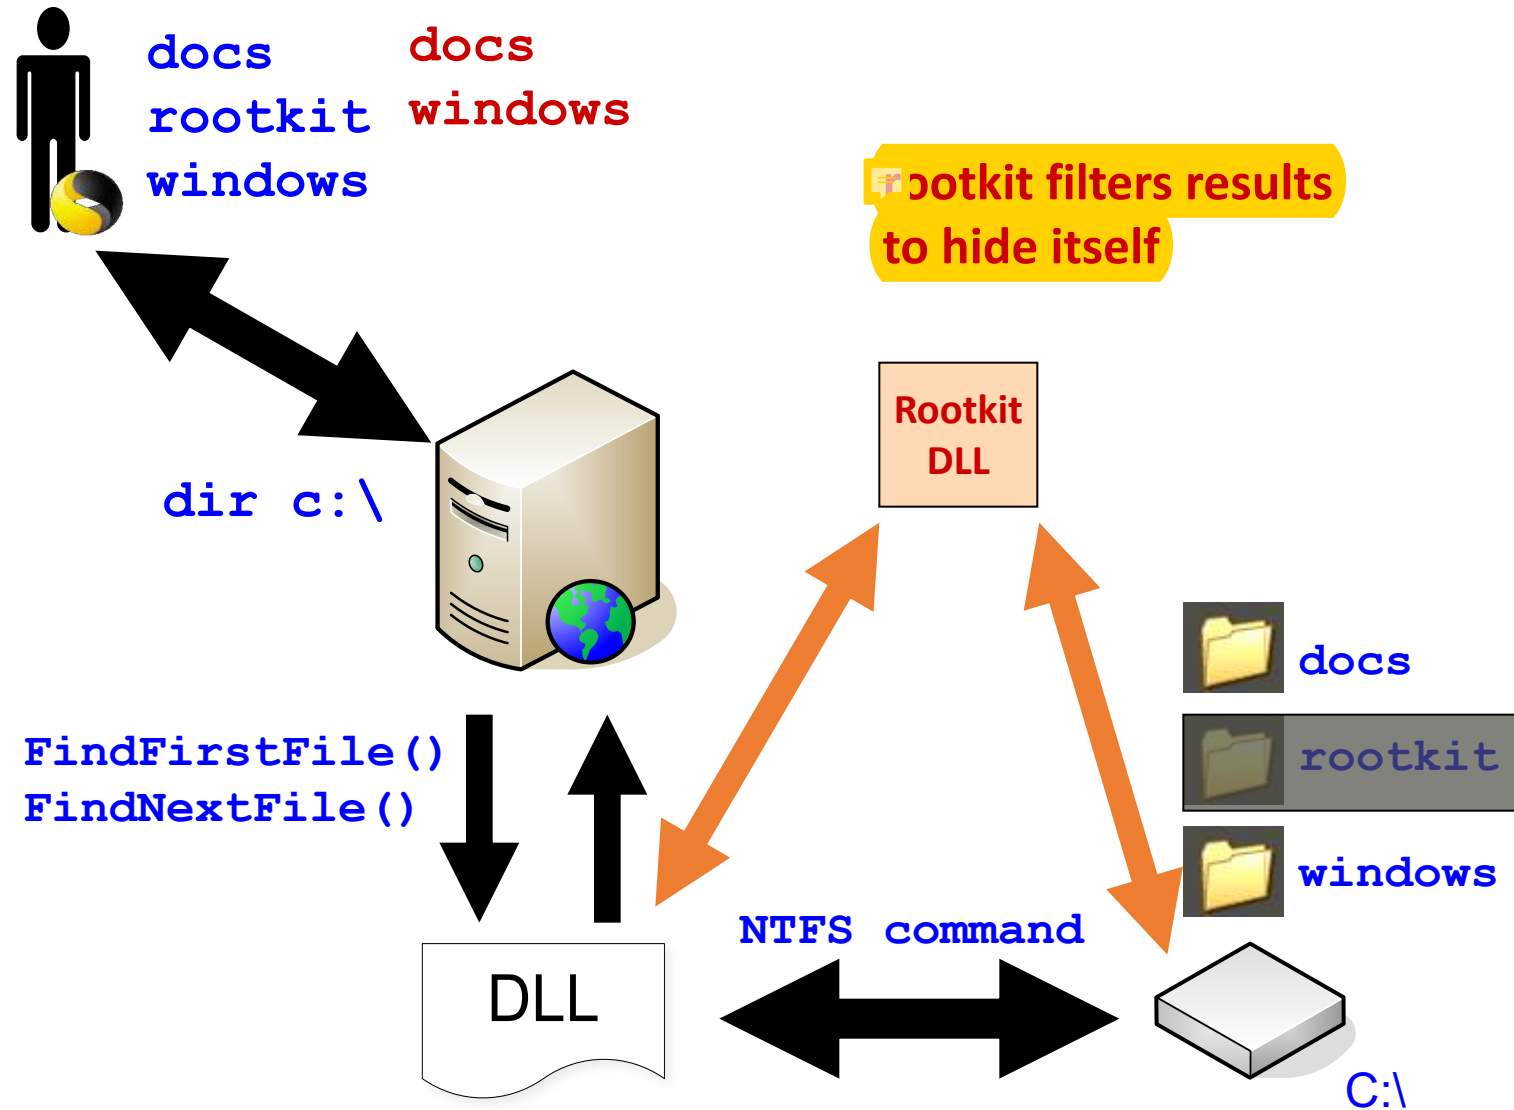 docs
rootkit
windows
docs
windows
rootkit filters results
to hide itself
Rootkit
DLL
dir c:\
docs
rootkit
windows
FindFirstFile()
FindNextFile()
NTFS command
DLL
C:\